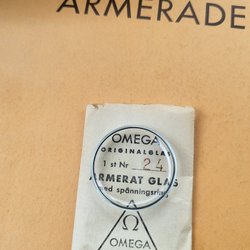 ARMERADE
OMEGA
ORIGINALGLAS
1 st Nr 24
ARMERAT GLAS
med spänningsring
Ω
OMEGA